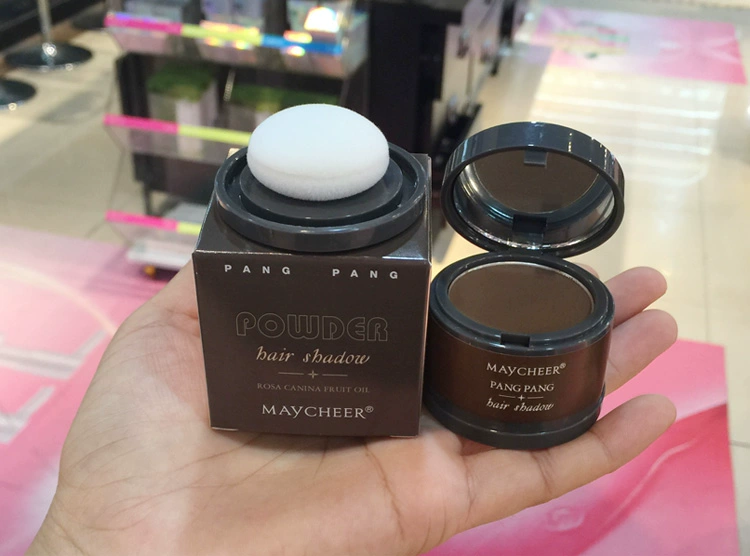 PANG PANG
POWDER
hair shadow
ROSA CANINA FRUIT OIL
MAYCHEER®
MAYCHEER®
PANG PANG
hair shadow